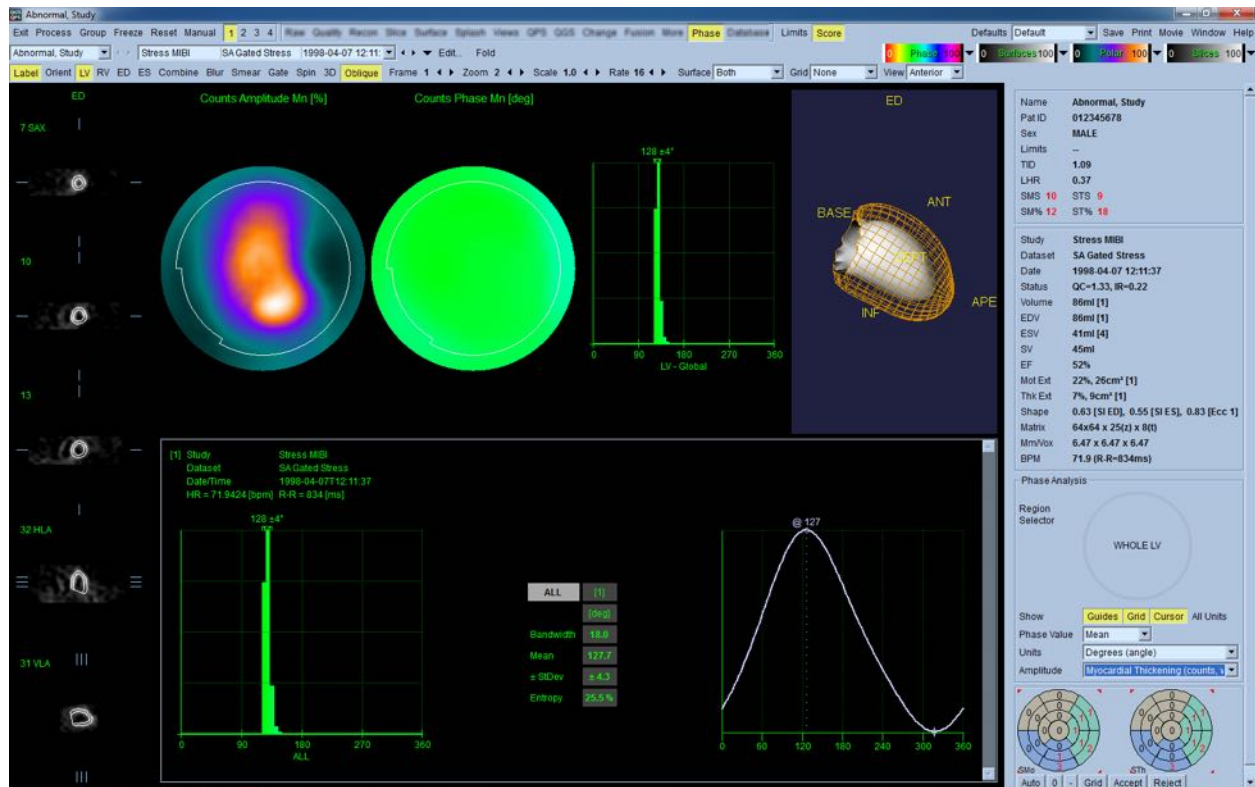 Abnormal, Study
Exit Process Group Freeze Reset Manual 1 2 3 4 Raw Quality Recon Slice Surface Splash Views QPS QGS Change Fusion More Phase Database Limits Score Defaults Default Save Print Movie Window Help
Abnormal, Study Stress MIBI SA Gated Stress 1998-04-07 12:11: Edit... Fold 0 Phase 100 0 Surfaces 100 0 Polar 100 0 Slices 100
Label Orient LV RV ED ES Combine Blur Smear Gate Spin 3D Oblique Frame 1 Zoom 2 Scale 1.0 Rate 16 Surface Both Grid None View Anterior
ED
7 SAX
10
13
32 HLA
31 VLA
Counts Amplitude Mn [%]
Counts Phase Mn [deg]
128 ±4°
0 90 180 270 360
LV - Global
ED
BASE
ANT
SEPT
INF
APE
[1] Study Stress MIBI
Dataset SA Gated Stress
Date/Time 1998-04-07T12:11:37
HR = 71.9424 [bpm] R-R = 834 [ms]
128 ±4°
0 90 180 270 360
ALL
ALL [1]
[deg]
Bandwidth 18.0
Mean 127.7
± StDev ± 4.3
Entropy 25.5 %
@ 127
0 60 120 180 240 300 360
Name Abnormal, Study
Pat ID 012345678
Sex MALE
Limits --
TID 1.09
LHR 0.37
SMS 10 STS 9
SM% 12 ST% 18
Study Stress MIBI
Dataset SA Gated Stress
Date 1998-04-07 12:11:37
Status QC=1.33, IR=0.22
Volume 86ml [1]
EDV 86ml [1]
ESV 41ml [4]
SV 45ml
EF 52%
Mot Ext 22%, 26cm² [1]
Thk Ext 7%, 9cm² [1]
Shape 0.63 [SI ED], 0.55 [SI ES], 0.83 [Ecc 1]
Matrix 64x64 x 25(z) x 8(t)
Mm/Vox 6.47 x 6.47 x 6.47
BPM 71.9 (R-R=834ms)
Phase Analysis
Region
Selector
WHOLE LV
Show Guides Grid Cursor All Units
Phase Value Mean
Units Degrees (angle)
Amplitude Myocardial Thickening (counts,
SMo STh
Auto 0 - Grid Accept Reject